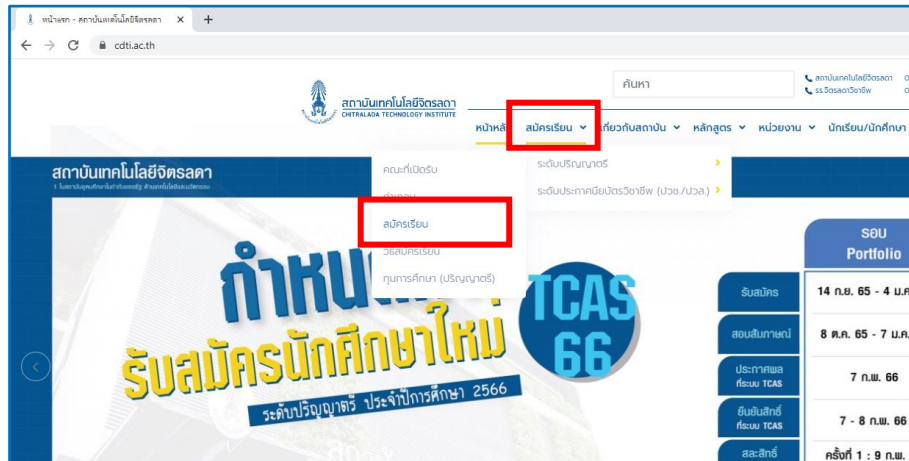 หน้าแรก - สถาบันเทคโนโลยีจิตรลดา
cdti.ac.th
สถาบันเทคโนโลยีจิตรลดา
CHITRALADA TECHNOLOGY INSTITUTE
ค้นหา
สถาบันเทคโนโลยีจิตรลดา
รร.จิตรลดาวิชาชีพ
หน้าหลั
สมัครเรียน
เกี่ยวกับสถาบัน
หลักสูตร
หน่วยงาน
นักเรียน/นักศึกษา
สถาบันเทคโนโลยีจิตรลดา
คณะที่เปิดรับ
สมัครเรียน
วิธีสมัครเรียน
ทุนการศึกษา (ปริญญาตรี)
ระดับปริญญาตรี
ระดับประกาศนียบัตรวิชาชีพ (ปวช./ปวส.)
รับสมัครนักศึกษาใหม่
ระดับปริญญาตรี ประจำปีการศึกษา 2566
TCAS
66
รอบ
Portfolio
รับสมัคร 14 ก.ย. 65 - 4 ม.ค
สอบสัมภาษณ์ 8 ต.ค. 65 - 7 ม.ค.
ประกาศผล
ที่ระบบ TCAS
7 ก.พ. 66
ยืนยันสิทธิ์
ที่ระบบ TCAS
7 - 8 ก.พ. 66
สละสิทธิ์ ครั้งที่ 1 : 9 ก.พ.